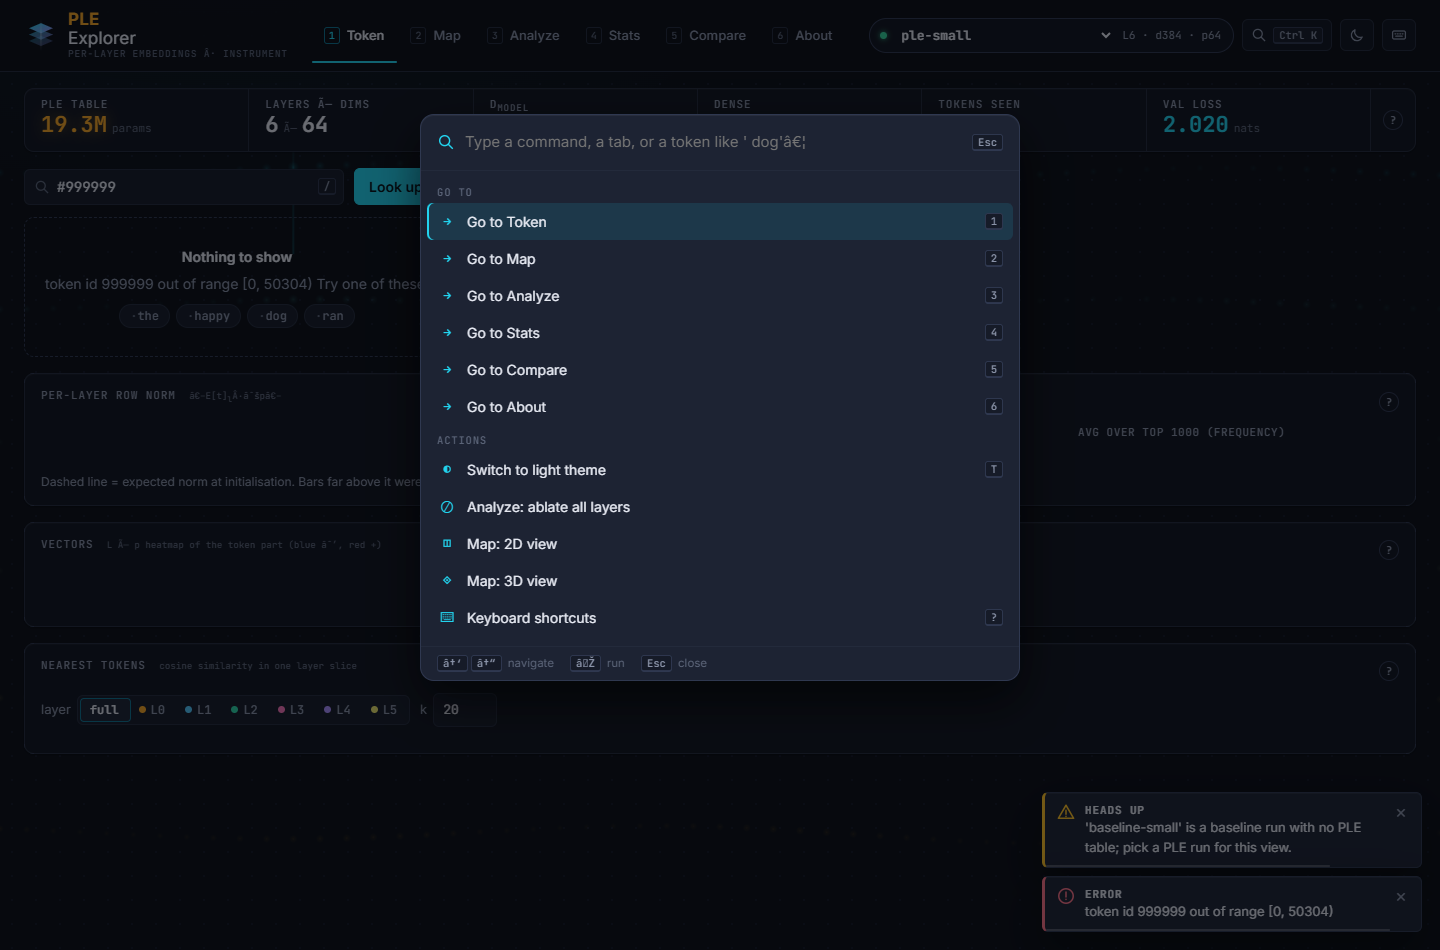 PLE
Explorer
PER-LAYER EMBEDDINGS Â· INSTRUMENT
1 Token
2 Map
3 Analyze
4 Stats
5 Compare
6 About
ple-small
L6 · d384 · p64
Ctrl K
PLE TABLE
19.3M params
LAYERS Ã— DIMS
6 Ã— 64
DMODEL
DENSE
TOKENS SEEN
VAL LOSS
2.020 nats
?
#999999
/
Look up
Nothing to show
token id 999999 out of range [0, 50304) Try one of these
·the
·happy
·dog
·ran
Type a command, a tab, or a token like ' dog'â€¦
Esc
GO TO
→ Go to Token 1
→ Go to Map 2
→ Go to Analyze 3
→ Go to Stats 4
→ Go to Compare 5
→ Go to About 6
ACTIONS
Switch to light theme T
Analyze: ablate all layers
Map: 2D view
Map: 3D view
Keyboard shortcuts ?
navigate
run
Esc close
PER-LAYER ROW NORM
?
AVG OVER TOP 1000 (FREQUENCY)
Dashed line = expected norm at initialisation. Bars far above it were
VECTORS L Ã— p heatmap of the token part (blue âˆ', red +)
?
NEAREST TOKENS cosine similarity in one layer slice
?
layer full L0 L1 L2 L3 L4 L5 k 20
HEADS UP
'baseline-small' is a baseline run with no PLE
table; pick a PLE run for this view.
ERROR
token id 999999 out of range [0, 50304)